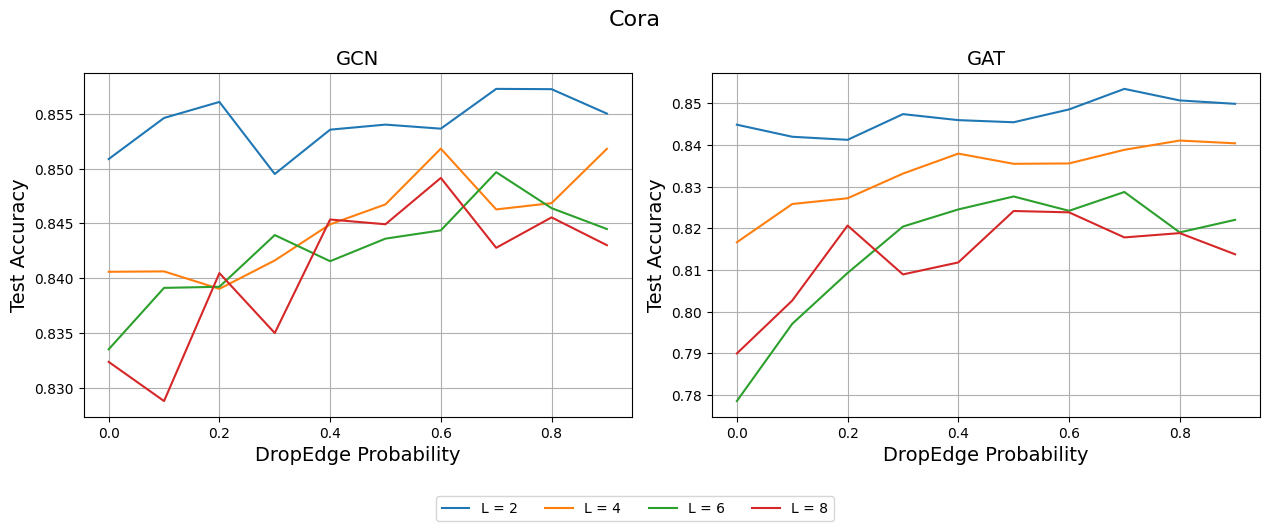 Cora
GCN
Test Accuracy
0.855
0.850
0.845
0.840
0.835
0.830
0.0 0.2 0.4 0.6 0.8
DropEdge Probability
GAT
Test Accuracy
0.85
0.84
0.83
0.82
0.81
0.80
0.79
0.78
0.0 0.2 0.4 0.6 0.8
DropEdge Probability
L = 2 L = 4 L = 6 L = 8